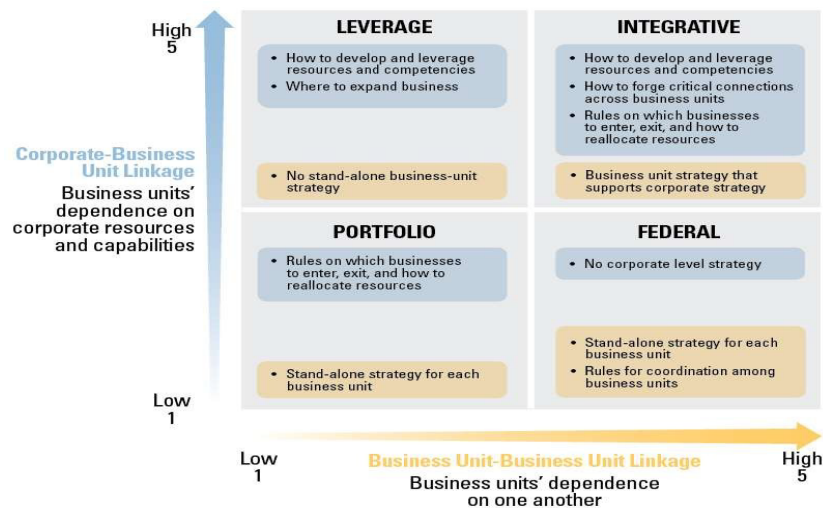 High
5
Corporate-Business
Unit Linkage
Business units'
dependence on
corporate resources
and capabilities
Low
1
LEVERAGE
• How to develop and leverage
resources and competencies
• Where to expand business
• No stand-alone business-unit
strategy
INTEGRATIVE
• How to develop and leverage
resources and competencies
• How to forge critical connections
across business units
• Rules on which businesses
to enter, exit, and how to
reallocate resources
• Business unit strategy that
supports corporate strategy
PORTFOLIO
• Rules on which businesses
to enter, exit, and how to
reallocate resources
• Stand-alone strategy for each
business unit
FEDERAL
• No corporate level strategy
• Stand-alone strategy for each
business unit
• Rules for coordination among
business units
Low
1
Business Unit-Business Unit Linkage
Business units' dependence
on one another
High
5